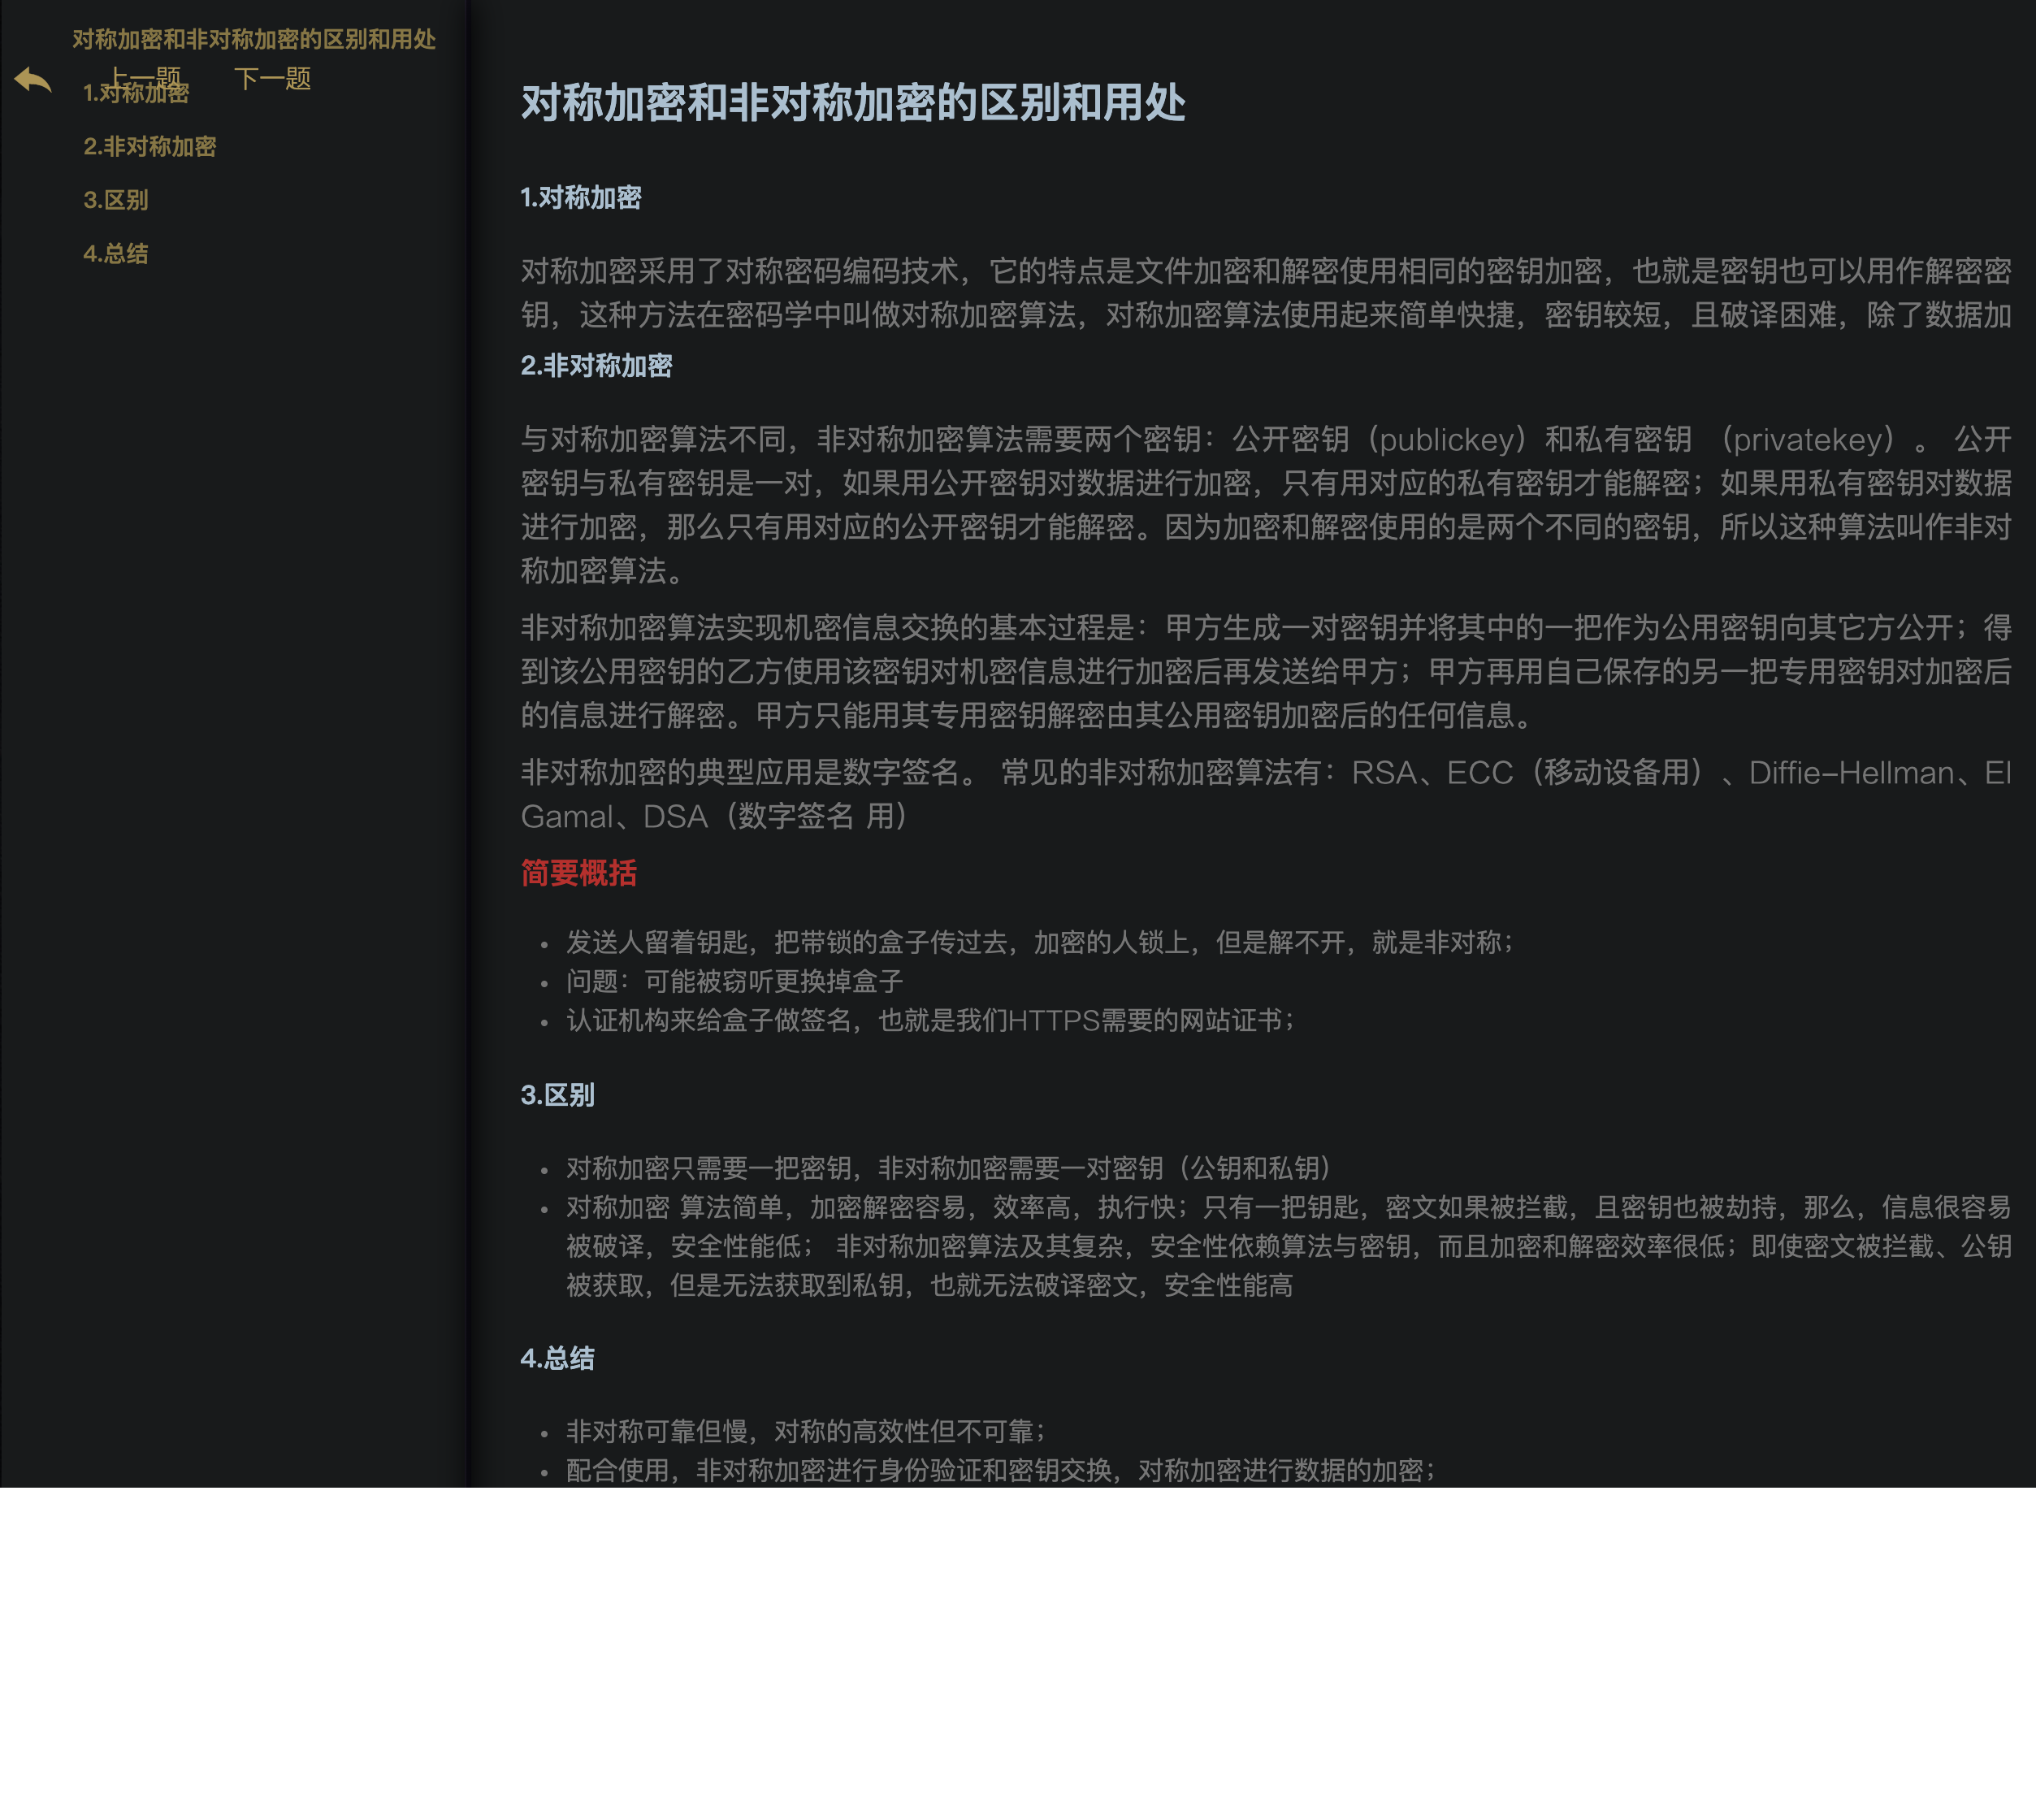 对称加密和非对称加密的区别和用处
上一题 下一题
1.对称加密
2.非对称加密
3.区别
4.总结
对称加密和非对称加密的区别和用处
1.对称加密
对称加密采用了对称密码编码技术，它的特点是文件加密和解密使用相同的密钥加密，也就是密钥也可以用作解密密
钥，这种方法在密码学中叫做对称加密算法，对称加密算法使用起来简单快捷，密钥较短，且破译困难，除了数据加
2.非对称加密
与对称加密算法不同，非对称加密算法需要两个密钥：公开密钥（publickey）和私有密钥 （privatekey）。 公开
密钥与私有密钥是一对，如果用公开密钥对数据进行加密，只有用对应的私有密钥才能解密；如果用私有密钥对数据
进行加密，那么只有用对应的公开密钥才能解密。因为加密和解密使用的是两个不同的密钥，所以这种算法叫作非对
称加密算法。
非对称加密算法实现机密信息交换的基本过程是：甲方生成一对密钥并将其中的一把作为公用密钥向其它方公开；得
到该公用密钥的乙方使用该密钥对机密信息进行加密后再发送给甲方；甲方再用自己保存的另一把专用密钥对加密后
的信息进行解密。甲方只能用其专用密钥解密由其公用密钥加密后的任何信息。
非对称加密的典型应用是数字签名。 常见的非对称加密算法有：RSA、ECC（移动设备用）、Diffie-Hellman、El
Gamal、DSA（数字签名 用）
简要概括
• 发送人留着钥匙，把带锁的盒子传过去，加密的人锁上，但是解不开，就是非对称；
• 问题：可能被窃听更换掉盒子
• 认证机构来给盒子做签名，也就是我们HTTPS需要的网站证书；
3.区别
• 对称加密只需要一把密钥，非对称加密需要一对密钥（公钥和私钥）
• 对称加密 算法简单，加密解密容易，效率高，执行快；只有一把钥匙，密文如果被拦截，且密钥也被劫持，那么，信息很容易
被破译，安全性能低； 非对称加密算法及其复杂，安全性依赖算法与密钥，而且加密和解密效率很低；即使密文被拦截、公钥
被获取，但是无法获取到私钥，也就无法破译密文，安全性能高
4.总结
• 非对称可靠但慢，对称的高效性但不可靠；
• 配合使用，非对称加密进行身份验证和密钥交换，对称加密进行数据的加密；